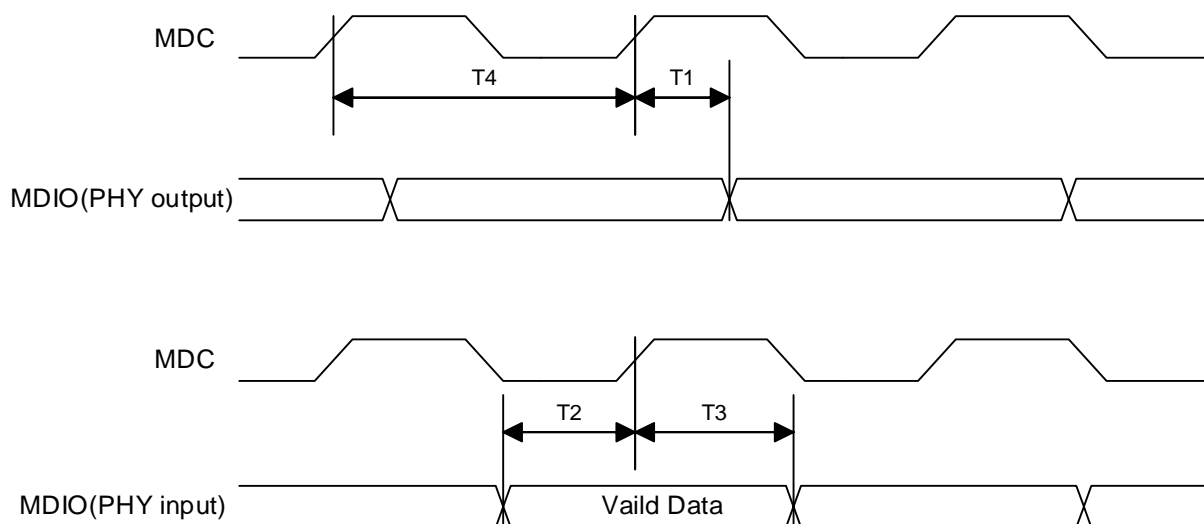 MDC
T4
T1
MDIO(PHY output)
MDC
T2
T3
MDIO(PHY input)
Vaild Data